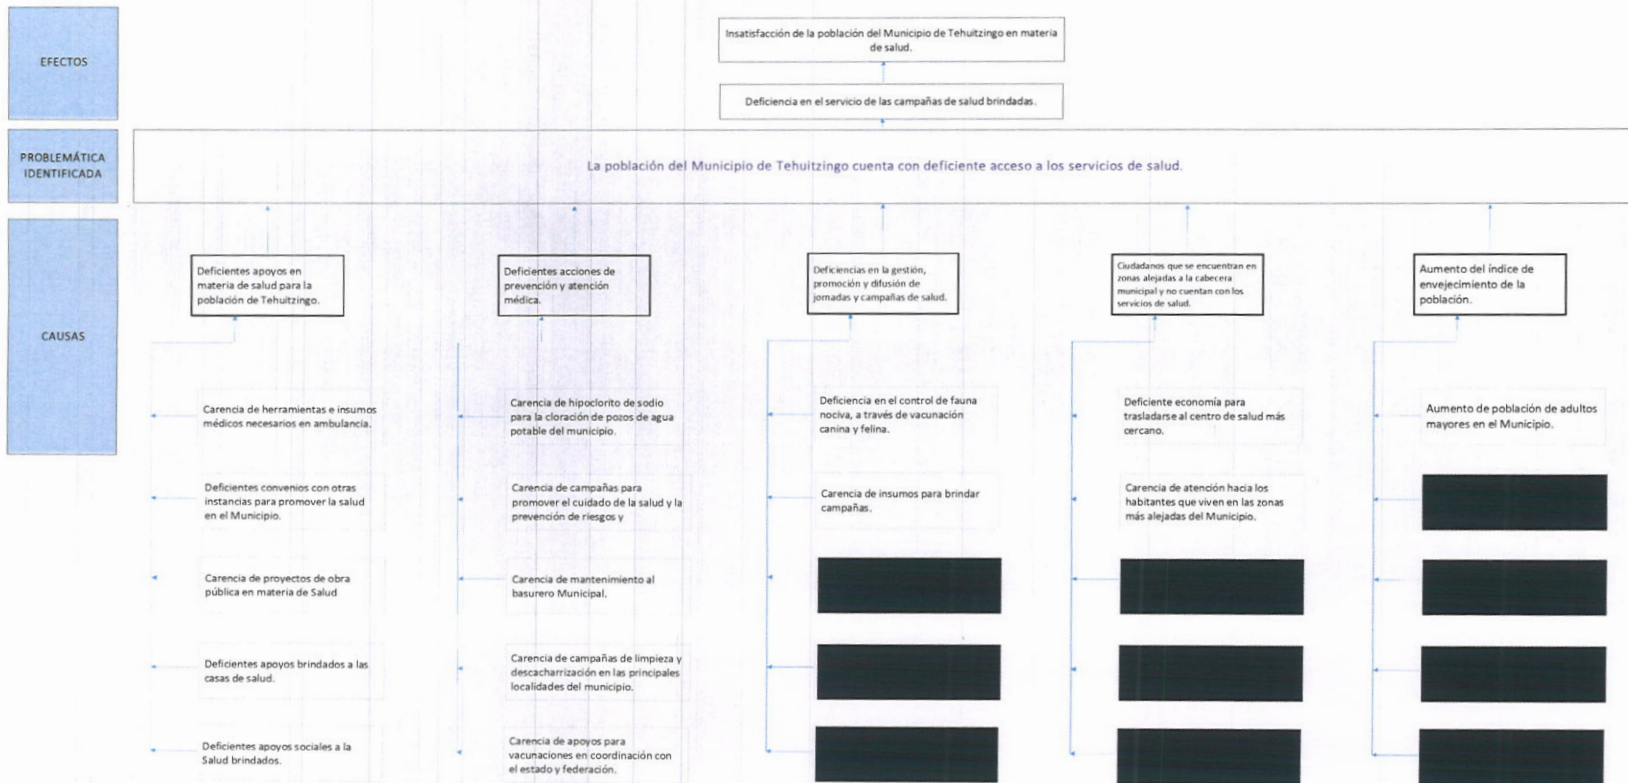 EFECTOS
Insatisfacción de la población del Municipio de Tehuitzingo en materia
de salud.
Deficiencia en el servicio de las campañas de salud brindadas.
PROBLEMÁTICA
IDENTIFICADA
La población del Municipio de Tehuitzingo cuenta con deficiente acceso a los servicios de salud.
CAUSAS
Deficientes apoyos en
materia de salud para la
población de Tehuitzingo.
Carencia de herramientas e insumos
médicos necesarios en ambulancia.
Deficientes convenios con otras
instancias para promover la salud
en el Municipio.
Carencia de proyectos de obra
pública en materia de Salud
Deficientes apoyos brindados a las
casas de salud.
Deficientes apoyos sociales a la
Salud brindados.
Deficientes acciones de
prevención y atención
médica.
Carencia de hipoclorito de sodio
para la cloración de pozos de agua
potable del municipio.
Carencia de campañas para
promover el cuidado de la salud y la
prevención de riesgos y
Carencia de mantenimiento al
basurero Municipal.
Carencia de campañas de limpieza y
descacharrización en las principales
localidades del municipio.
Carencia de apoyos para
vacunaciones en coordinación con
el estado y federación.
Deficiencias en la gestión,
promoción y difusión de
jornadas y campañas de salud.
Deficiencia en el control de fauna
nociva, a través de vacunación
canina y felina.
Carencia de insumos para brindar
campañas.
Ciudadanos que se encuentran en
zonas alejadas a la cabecera
municipal y no cuentan con los
servicios de salud.
Deficiente economía para
trasladarse al centro de salud más
cercano.
Carencia de atención hacia los
habitantes que viven en las zonas
más alejadas del Municipio.
Aumento del índice de
envejecimiento de la
población.
Aumento de población de adultos
mayores en el Municipio.